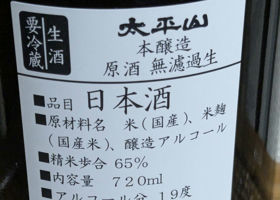 要冷蔵
生酒
太平山
本醸造
原酒 無濾過生
■品目 日本酒
■原材料名 米(国産)、米麹
(国産米)、醸造アルコール
■精米歩合 65%
■内容量 720ml
■アルコール分 19度